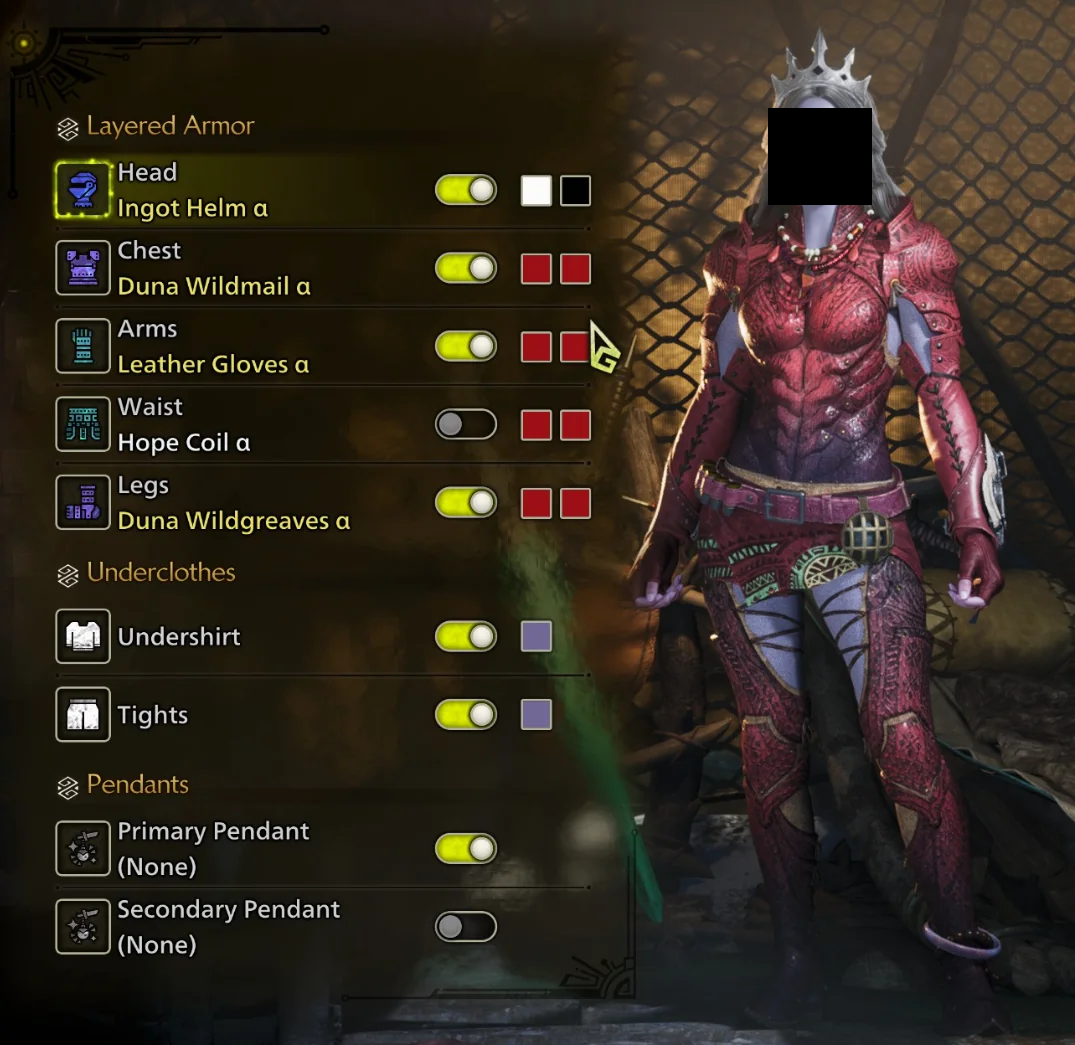 Layered Armor
Head
Ingot Helm α
Chest
Duna Wildmail α
Arms
Leather Gloves α
Waist
Hope Coil α
Legs
Duna Wildgreaves α
Underclothes
Undershirt
Tights
Pendants
Primary Pendant
(None)
Secondary Pendant
(None)